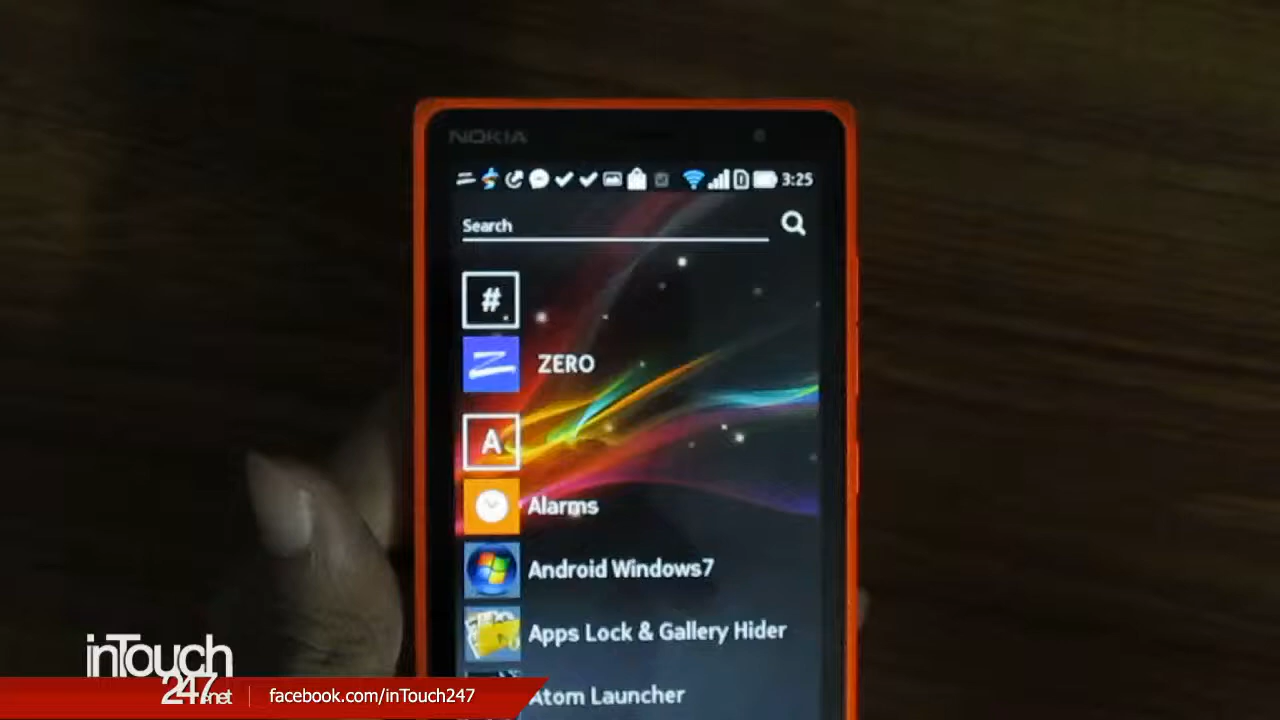 NOKIA
3:25
Search
#
ZERO
A
Alarms
Android Windows7
Apps Lock & Gallery Hider
Atom Launcher
inTouch
247.net
facebook.com/inTouch247